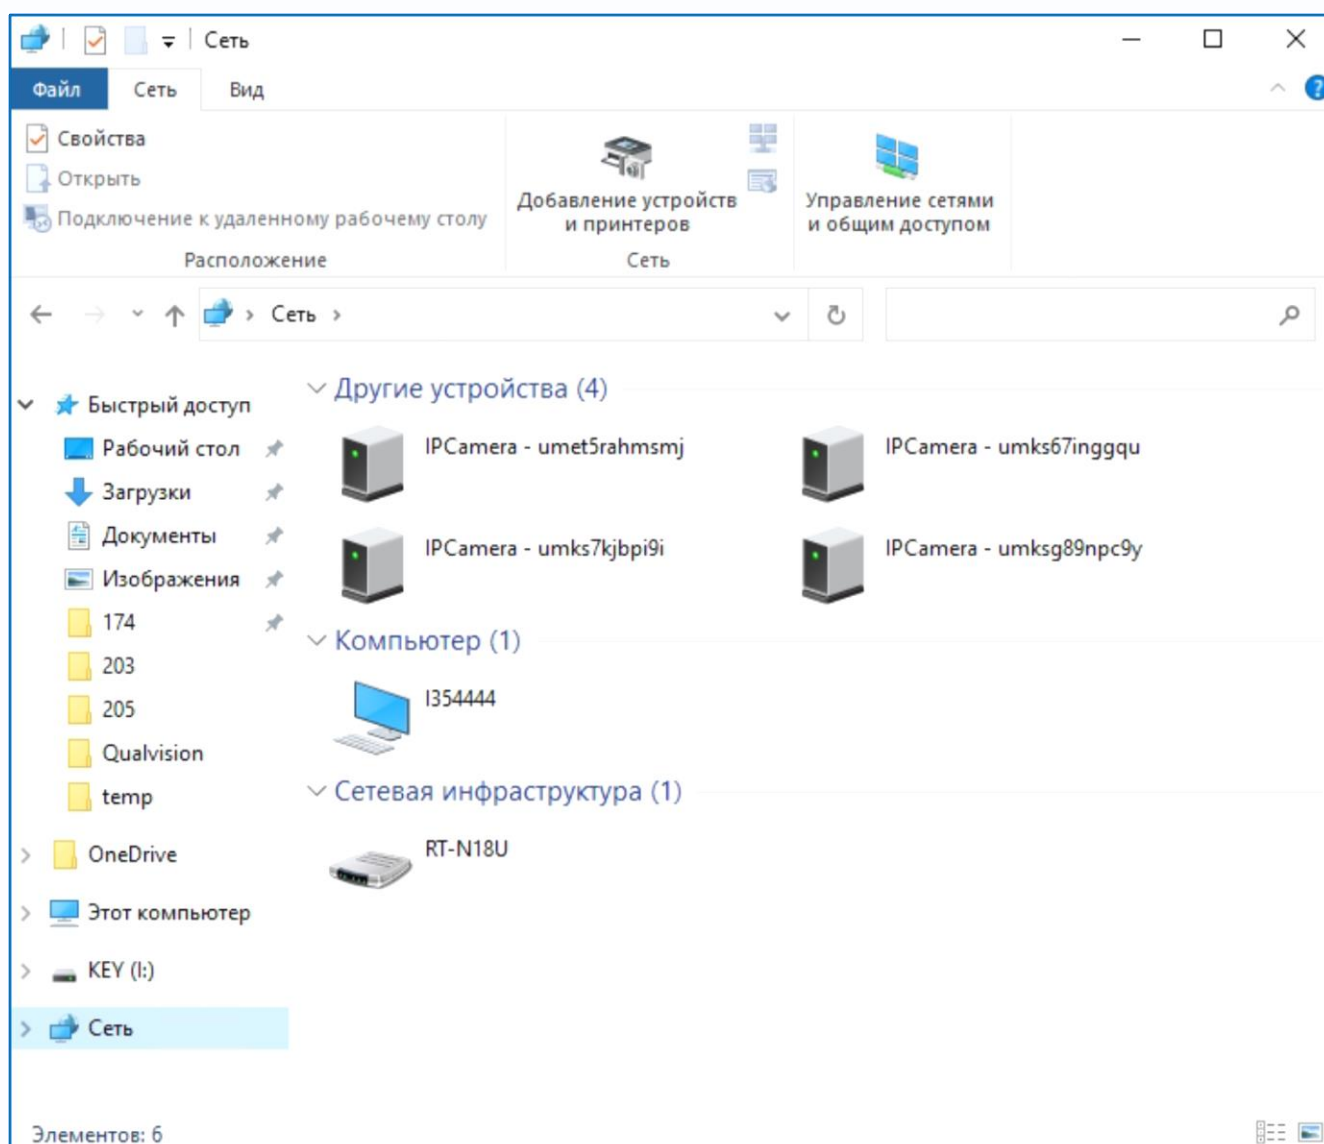 Сеть
Файл Сеть Вид
Свойства
Открыть
Подключение к удаленному рабочему столу
Расположение
Добавление устройств
и принтеров
Сеть
Управление сетями
и общим доступом
Сеть
Быстрый доступ
Рабочий стол
Загрузки
Документы
Изображения
174
203
205
Qualvision
temp
OneDrive
Этот компьютер
KEY (I:)
Сеть
Другие устройства (4)
IPCamera - umet5rahmsmj
IPCamera - umks67inggqu
IPCamera - umks7kjbpi9i
IPCamera - umksg89npc9y
Компьютер (1)
I354444
Сетевая инфраструктура (1)
RT-N18U
Элементов: 6